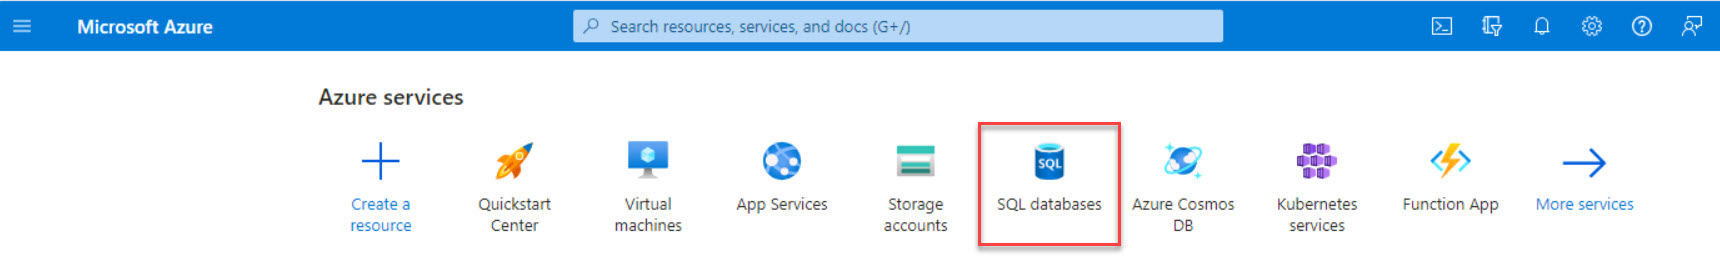 Microsoft Azure
Search resources, services, and docs (G+/)
Azure services
SQL
Create a
resource
Quickstart
Center
Virtual
machines
App Services
Storage
accounts
SQL databases
Azure Cosmos
DB
Kubernetes
services
Function App
More services